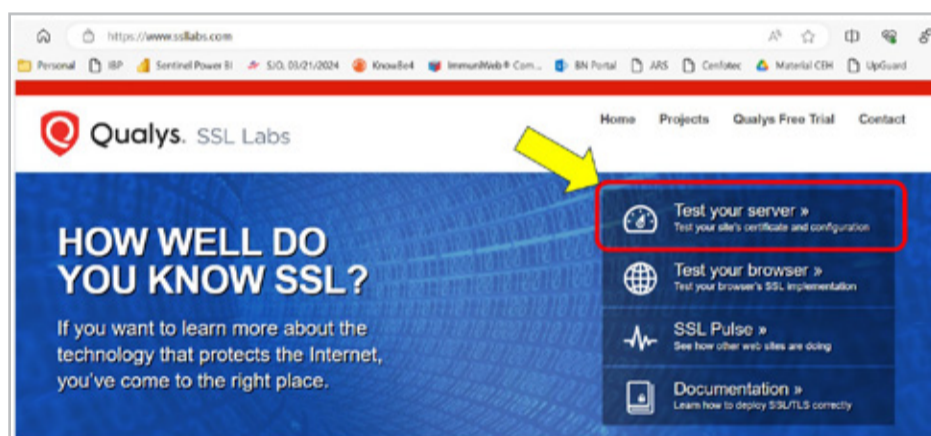 https://www.ssllabs.com
Personal IBP Sentinel Power BI S/O, 03/21/2024 KnowBe4 ImmuniWeb® Com... BN Portal ARS Cenfotec Material CEH UpGuard
Qualys. SSL Labs
Home Projects Qualys Free Trial Contact
Test your server »
Test your site's certificate and configuration
HOW WELL DO
YOU KNOW SSL?
Test your browser »
Test your browser's SSL implementation
If you want to learn more about the
technology that protects the Internet,
you've come to the right place.
SSL Pulse »
See how other web sites are doing
Documentation »
Learn how to deploy SSL/TLS correctly